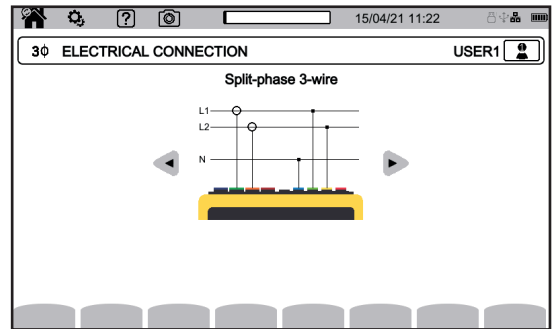 15/04/21 11:22
3Φ ELECTRICAL CONNECTION USER1
Split-phase 3-wire
L1
L2
N